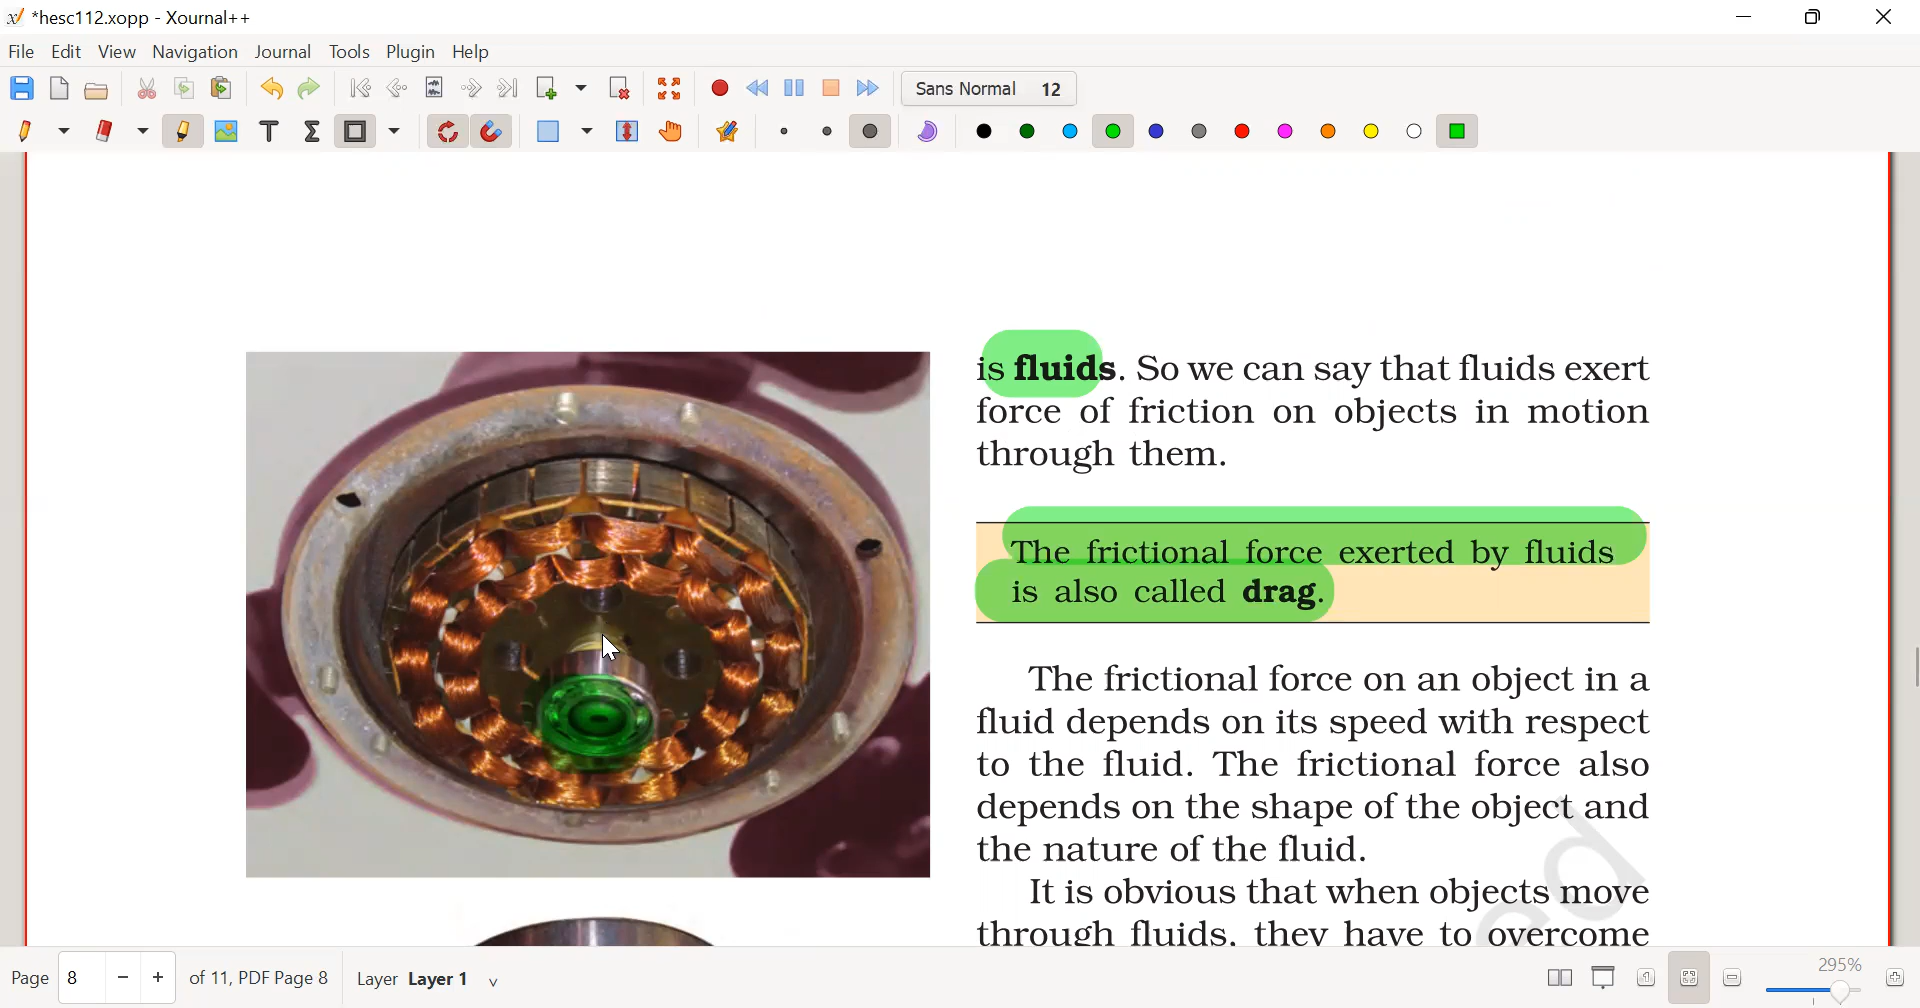 *hesc112.xopp - Xournal++
File Edit View Navigation Journal Tools Plugin Help
Sans Normal 12
is fluids. So we can say that fluids exert
force of friction on objects in motion
through them.
The frictional force exerted by fluids
is also called drag.
The frictional force on an object in a
fluid depends on its speed with respect
to the fluid. The frictional force also
depends on the shape of the object and
the nature of the fluid.
It is obvious that when objects move
through fluids, they have to overcome
ed
Page 8 of 11, PDF Page 8 Layer Layer 1 295%